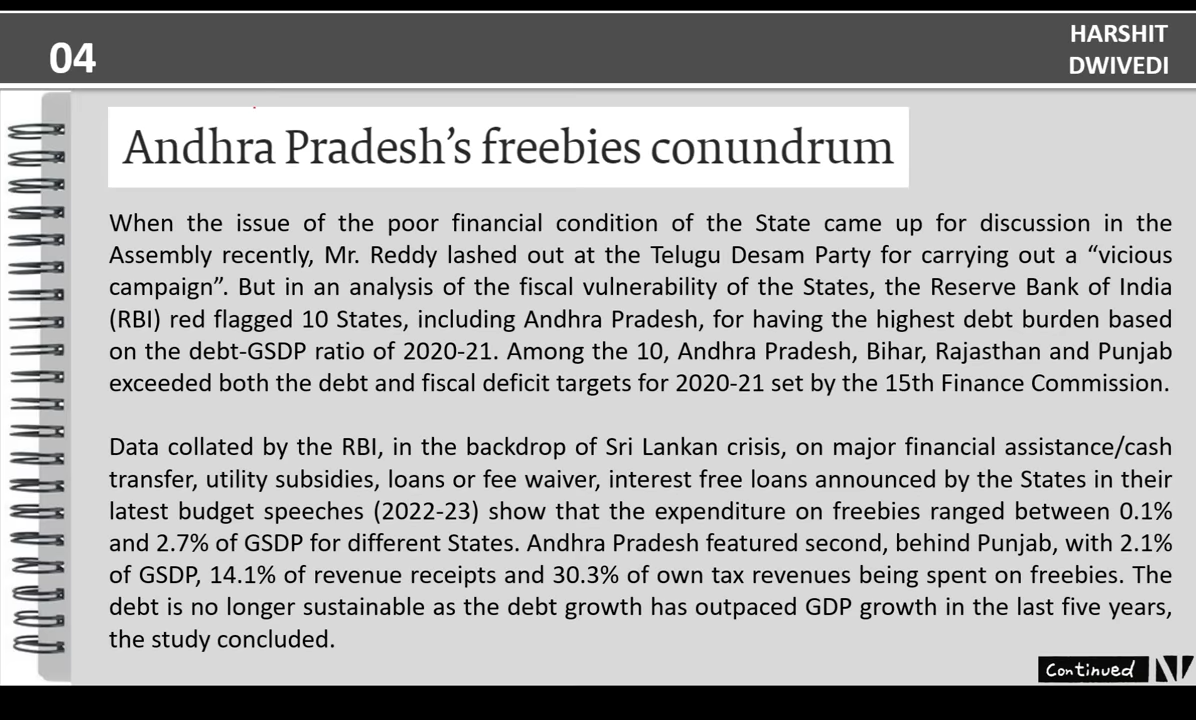 04
HARSHIT
DWIVEDI
Andhra Pradesh’s freebies conundrum
When the issue of the poor financial condition of the State came up for discussion in the
Assembly recently, Mr. Reddy lashed out at the Telugu Desam Party for carrying out a “vicious
campaign”. But in an analysis of the fiscal vulnerability of the States, the Reserve Bank of India
(RBI) red flagged 10 States, including Andhra Pradesh, for having the highest debt burden based
on the debt-GSDP ratio of 2020-21. Among the 10, Andhra Pradesh, Bihar, Rajasthan and Punjab
exceeded both the debt and fiscal deficit targets for 2020-21 set by the 15th Finance Commission.
Data collated by the RBI, in the backdrop of Sri Lankan crisis, on major financial assistance/cash
transfer, utility subsidies, loans or fee waiver, interest free loans announced by the States in their
latest budget speeches (2022-23) show that the expenditure on freebies ranged between 0.1%
and 2.7% of GSDP for different States. Andhra Pradesh featured second, behind Punjab, with 2.1%
of GSDP, 14.1% of revenue receipts and 30.3% of own tax revenues being spent on freebies. The
debt is no longer sustainable as the debt growth has outpaced GDP growth in the last five years,
the study concluded.
Continued